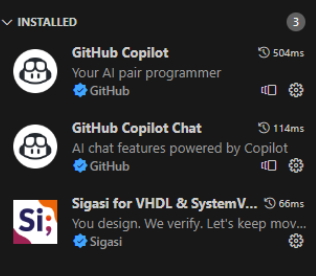 INSTALLED 3
GitHub Copilot 504ms
Your AI pair programmer
GitHub
GitHub Copilot Chat 114ms
AI chat features powered by Copilot
GitHub
Si;
Sigasi for VHDL & SystemV... 66ms
You design. We verify. Let's keep mov...
Sigasi